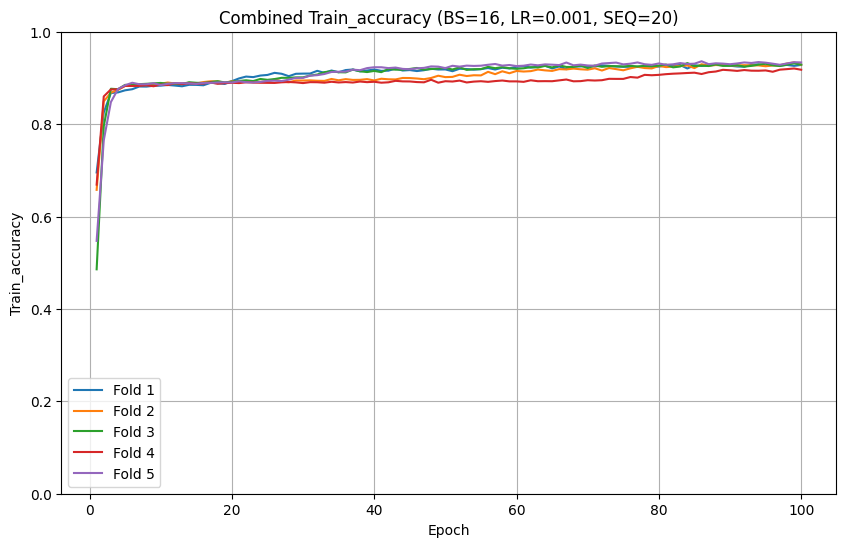 Combined Train_accuracy (BS=16, LR=0.001, SEQ=20)
Train_accuracy
1.0
0.8
0.6
0.4
0.2
0.0
Fold 1
Fold 2
Fold 3
Fold 4
Fold 5
0 20 40 60 80 100
Epoch